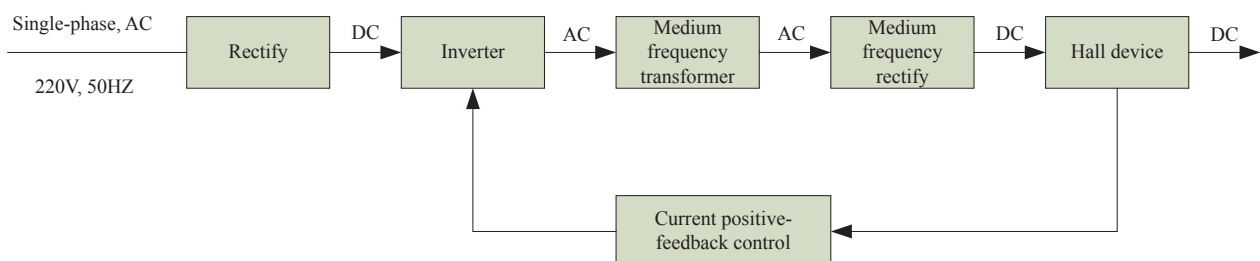 Single-phase, AC
220V, 50HZ
Rectify
DC
Inverter
AC
Medium
frequency
transformer
AC
Medium
frequency
rectify
DC
Hall device
DC
Current positive-
feedback control